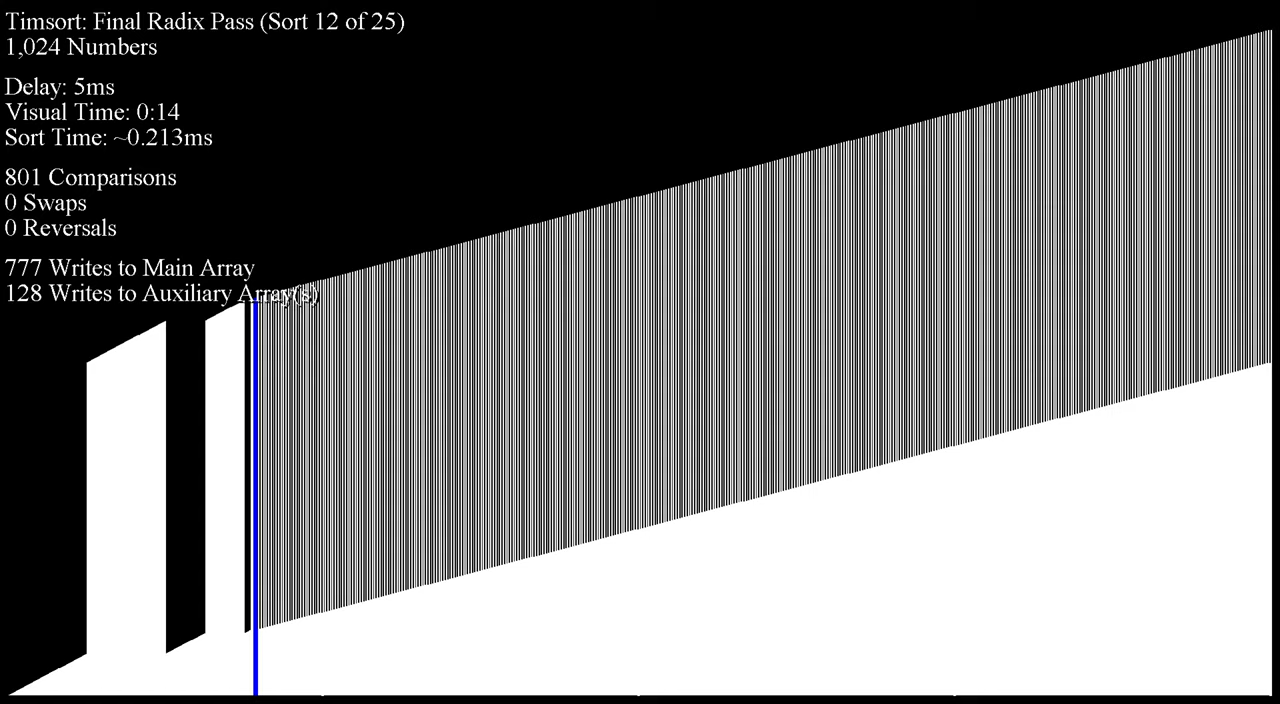 Timsort: Final Radix Pass (Sort 12 of 25)
1,024 Numbers
Delay: 5ms
Visual Time: 0:14
Sort Time: ~0.213ms
801 Comparisons
0 Swaps
0 Reversals
777 Writes to Main Array
128 Writes to Auxiliary Array(s)